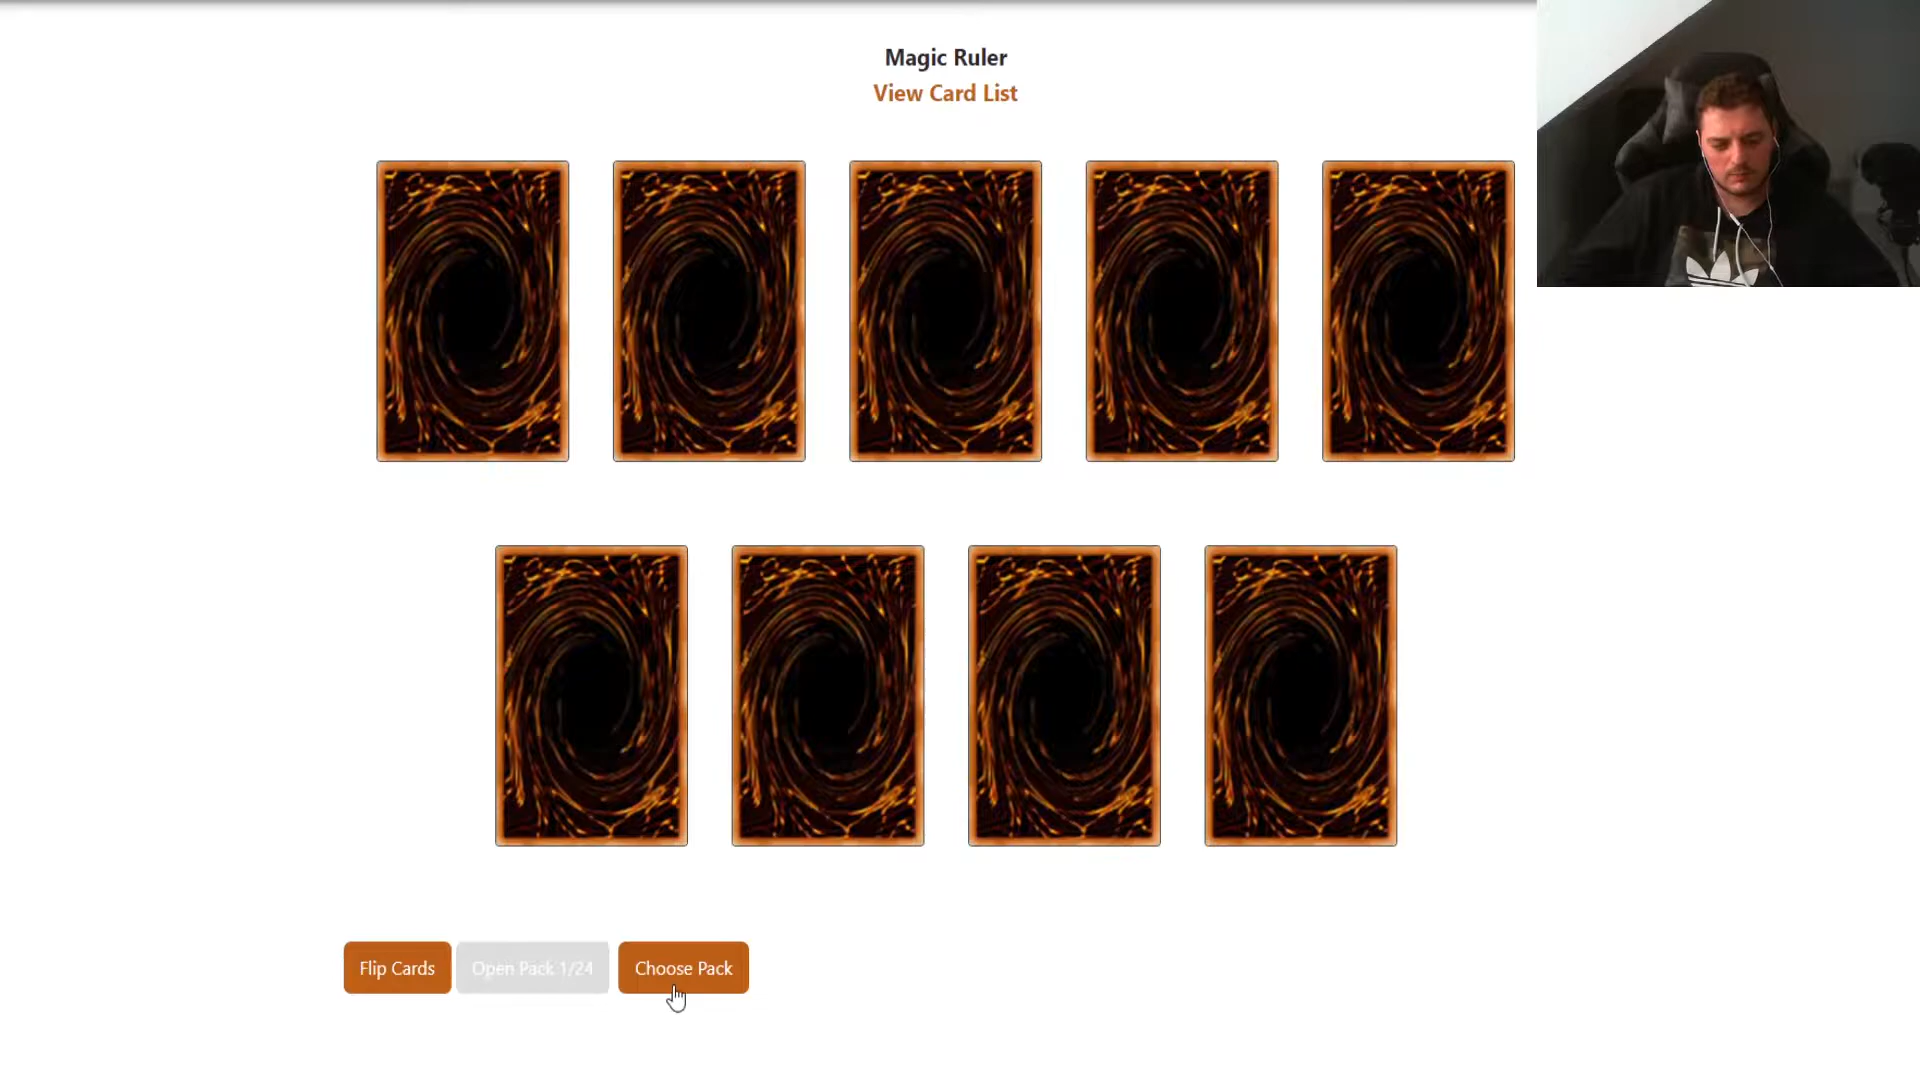 Magic Ruler
View Card List
Flip Cards
Open Pack 1/24
Choose Pack